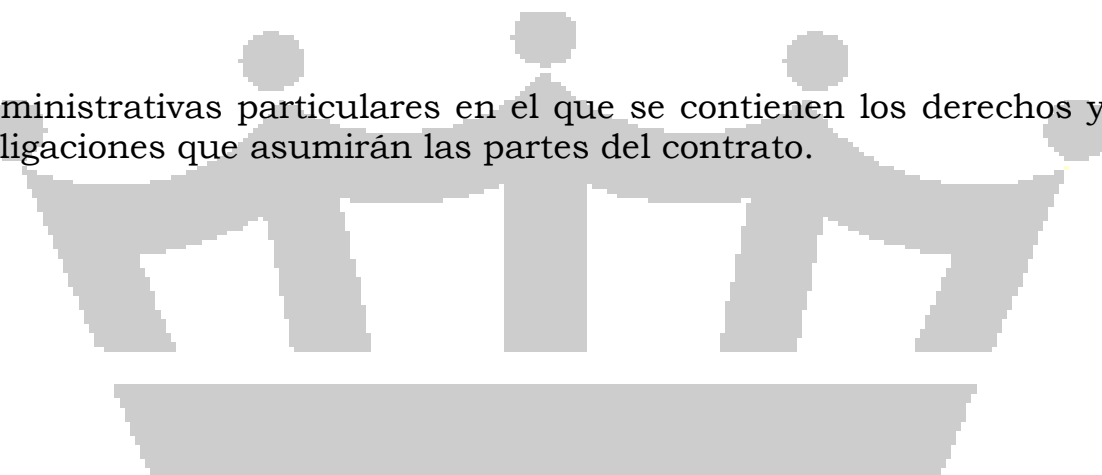 ministrativas particulares en el que se contienen los derechos y
ligaciones que asumirán las partes del contrato.